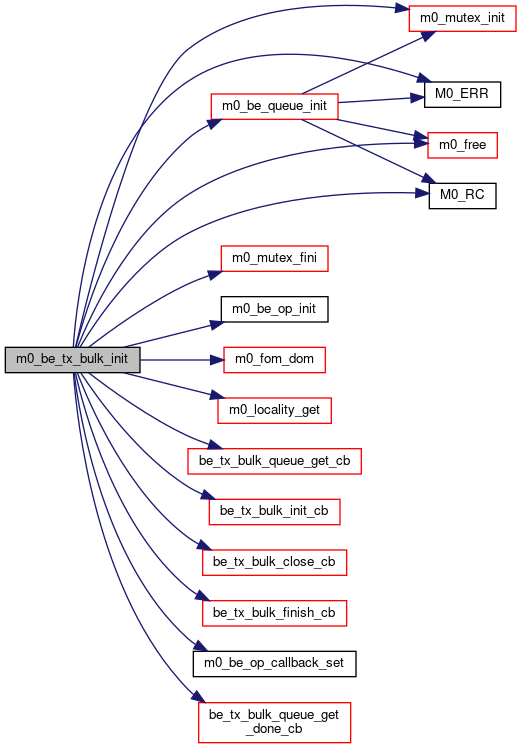 m0_mutex_init
M0_ERR
m0_be_queue_init
m0_free
M0_RC
m0_mutex_fini
m0_be_op_init
m0_be_tx_bulk_init
m0_fom_dom
m0_locality_get
be_tx_bulk_queue_get_cb
be_tx_bulk_init_cb
be_tx_bulk_close_cb
be_tx_bulk_finish_cb
m0_be_op_callback_set
be_tx_bulk_queue_get
_done_cb